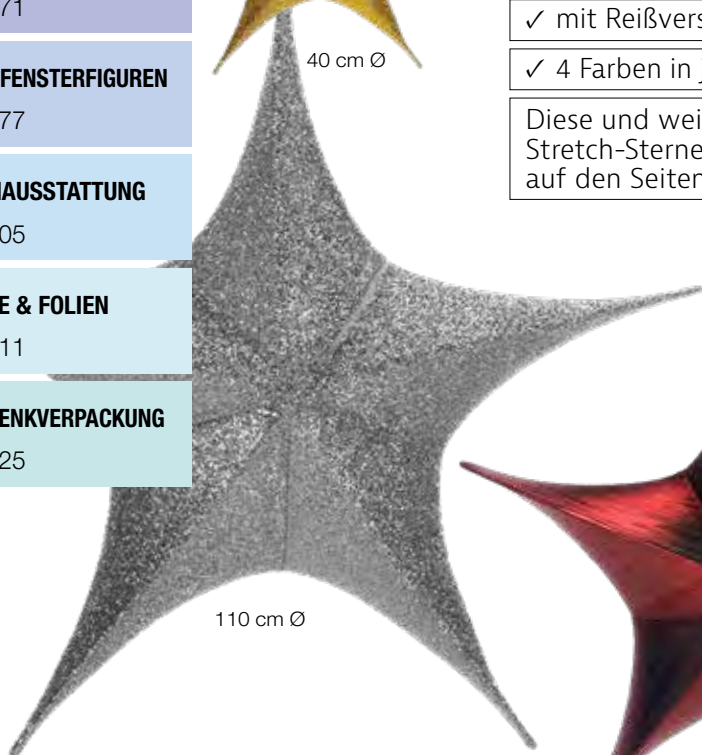 71
FENSTERFIGUREN
77
AUSSTATTUNG
05
E & FOLIEN
11
ENKVERPACKUNG
25
40 cm Ø
110 cm Ø
✓ mit Reißvers
✓ 4 Farben in
Diese und wei
Stretch-Sterne
auf den Seiten